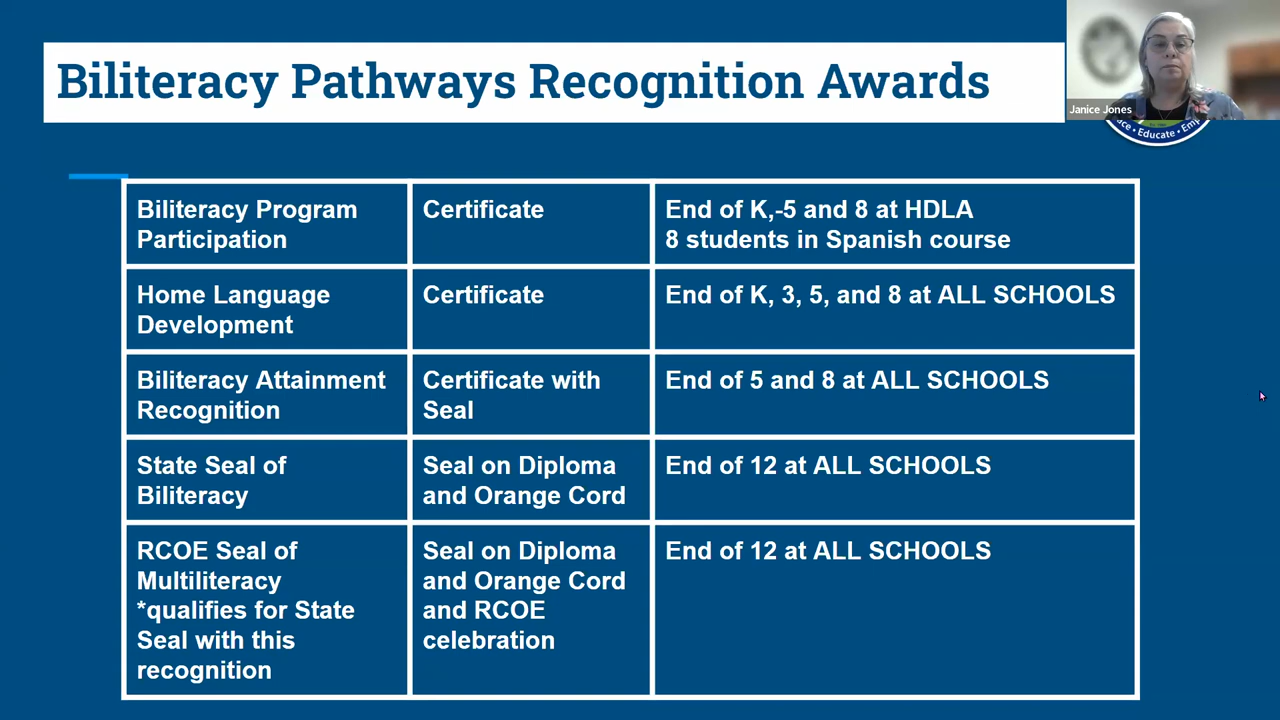 Biliteracy Pathways Recognition Awards
Janice Jones
Educate
Biliteracy Program
Participation
Certificate
End of K,-5 and 8 at HDLA
8 students in Spanish course
Home Language
Development
Certificate
End of K, 3, 5, and 8 at ALL SCHOOLS
Biliteracy Attainment
Recognition
Certificate with
Seal
End of 5 and 8 at ALL SCHOOLS
State Seal of
Biliteracy
Seal on Diploma
and Orange Cord
End of 12 at ALL SCHOOLS
RCOE Seal of
Multiliteracy
*qualifies for State
Seal with this
recognition
Seal on Diploma
and Orange Cord
and RCOE
celebration
End of 12 at ALL SCHOOLS